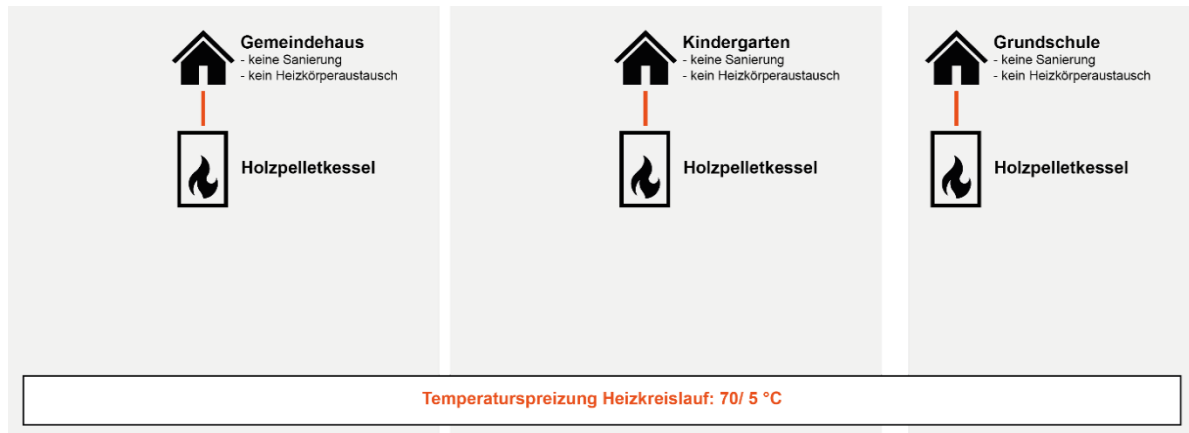 Gemeindehaus
- keine Sanierung
- kein Heizkörperaustausch
Holzpelletkessel
Kindergarten
- keine Sanierung
- kein Heizkörperaustausch
Holzpelletkessel
Grundschule
- keine Sanierung
- kein Heizkörperaustausch
Holzpelletkessel
Temperaturspreizung Heizkreislauf: 70/ 5 °C